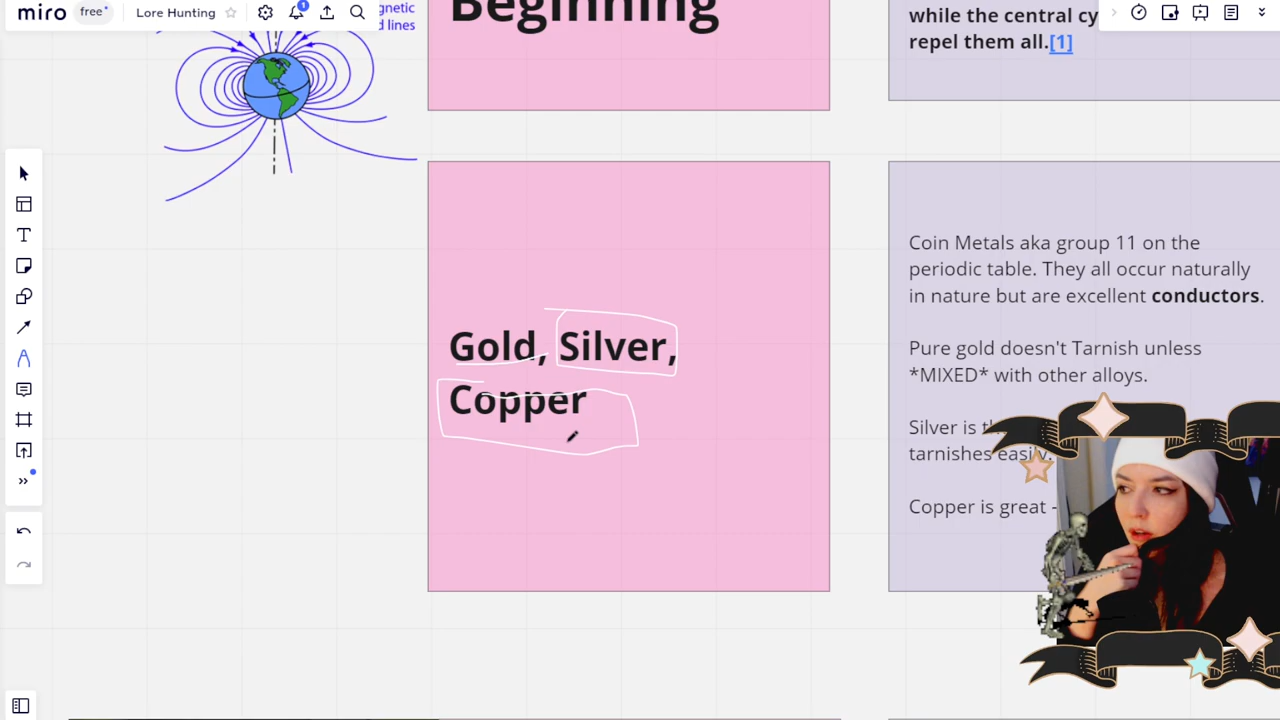 miro
free
Lore Hunting
gnetic
d lines
Beginning
while the central cy
repel them all.[1]
Gold, Silver,
Copper
Coin Metals aka group 11 on the
periodic table. They all occur naturally
in nature but are excellent conductors.
Pure gold doesn't Tarnish unless
*MIXED* with other alloys.
Silver is
tarnishes easily.
Copper is great -
1